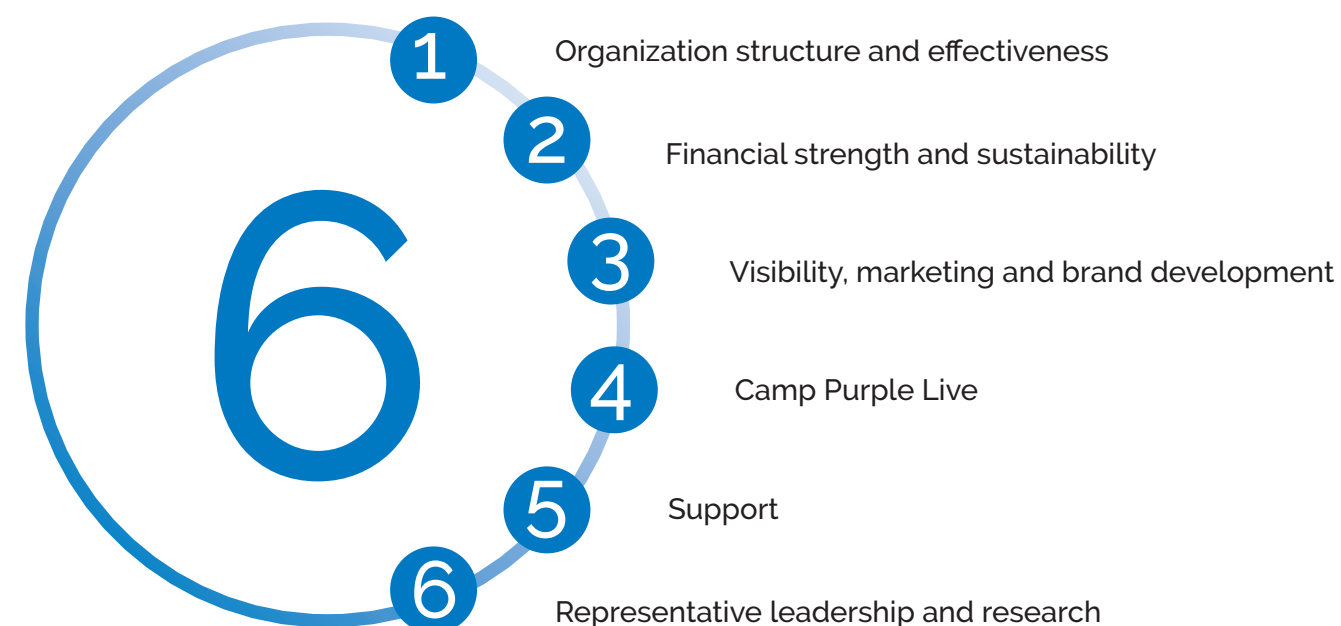 6
1 Organization structure and effectiveness
2 Financial strength and sustainability
3 Visibility, marketing and brand development
4 Camp Purple Live
5 Support
6 Representative leadership and research